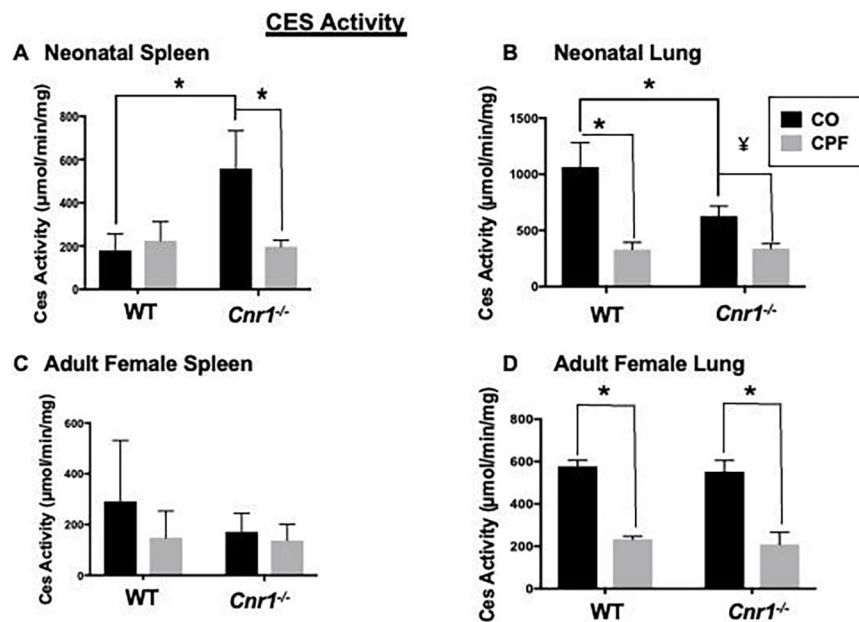 CES Activity
A Neonatal Spleen
Ces Activity (µmol/min/mg)
800
600
400
200
0
*
*
WT
Cnr1-/-
B Neonatal Lung
Ces Activity (µmol/min/mg)
1500
1000
500
0
*
*
¥
CO
CPF
WT
Cnr1-/-
C Adult Female Spleen
Ces Activity (µmol/min/mg)
600
400
200
0
WT
Cnr1-/-
D Adult Female Lung
Ces Activity (µmol/min/mg)
800
600
400
200
0
*
*
WT
Cnr1-/-